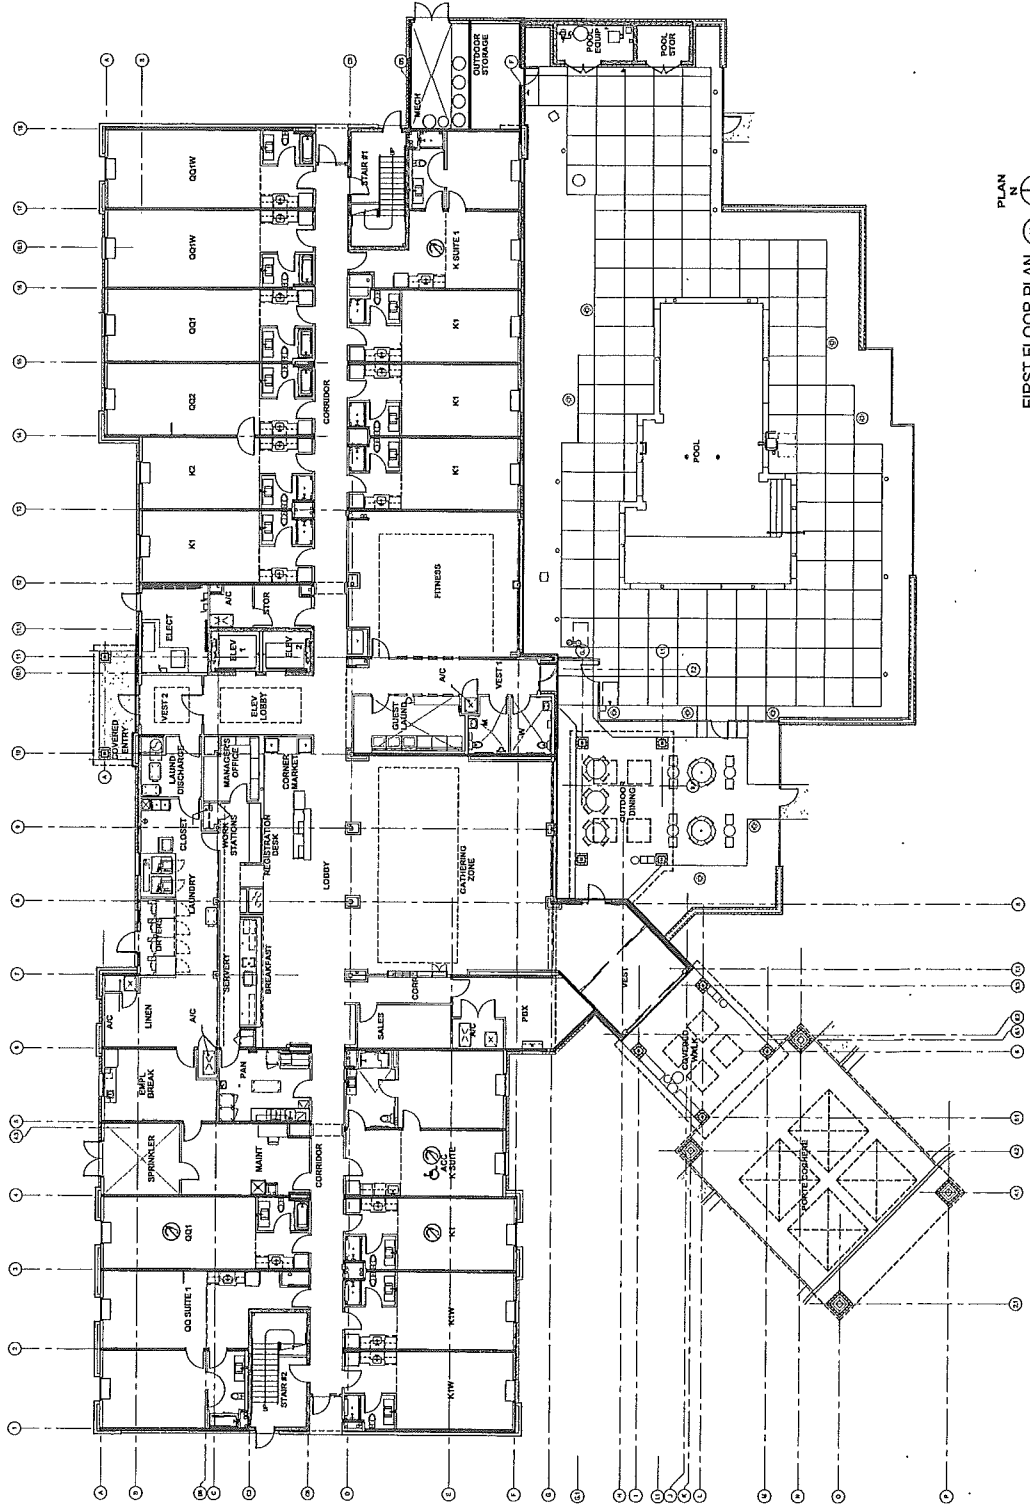 PLAN
N
FIRST FLOOR PLAN
MECH
OUTDOOR
STORAGE
POOL
EQUIP
POOL
STOR
QQ1W
STAIR #1
UP
QQ1W
K SUITE 1
QQ1
K1
QQ2
CORRIDOR
K1
K2
K1
POOL
K1
FITNESS
A/C
STOR
ELECT
ELEV
1
ELEV
2
COVERED
ENTRY
VEST 2
ELEV
LOBBY
A/C
VEST 1
GUEST
LAUND
M
W
LAUND
DISCHARGE
MANAGER'S
OFFICE
CORNER
MARKET
CLOSET
WORK
STATIONS
REGISTRATION
DESK
OUTDOOR
DINING
LAUNDRY
LOBBY
GATHERING
ZONE
DRYERS
SERVERY
BREAKFAST
CORR
VEST
A/C
LINEN
A/C
SALES
A/C
PBX
COVERED
WALK
EMPL
BREAK
PAN
SPRINKLER
MAINT
CORRIDOR
ACC
K SUITE
PORTE COCHERE
QQ1
K1
QQ SUITE 1
K1W
STAIR #2
UP
K1W